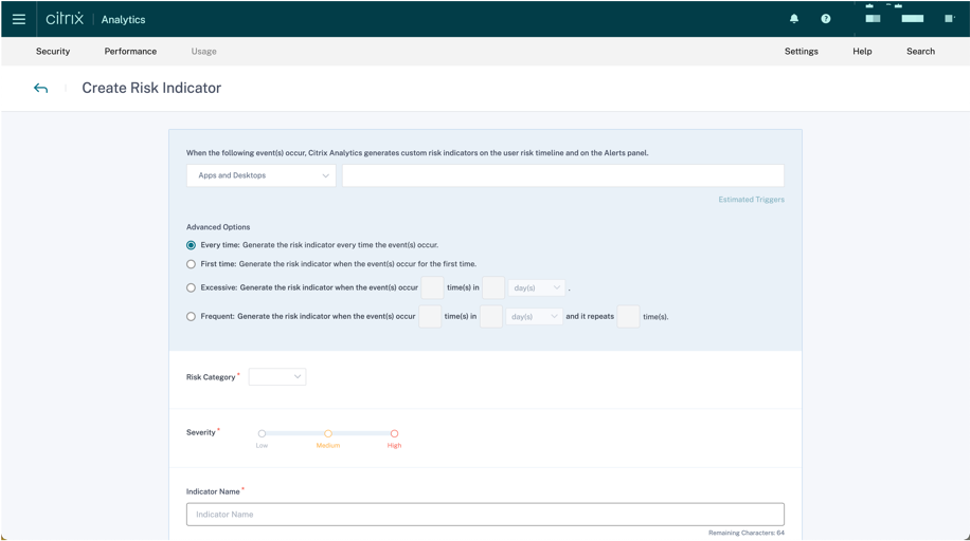 citrix Analytics
Security Performance Usage Settings Help Search
Create Risk Indicator
When the following event(s) occur, Citrix Analytics generates custom risk indicators on the user risk timeline and on the Alerts panel.
Apps and Desktops
Estimated Triggers
Advanced Options
Every time: Generate the risk indicator every time the event(s) occur.
First time: Generate the risk indicator when the event(s) occur for the first time.
Excessive: Generate the risk indicator when the event(s) occur time(s) in day(s) .
Frequent: Generate the risk indicator when the event(s) occur time(s) in day(s) and it repeats time(s).
Risk Category *
Severity *
Low Medium High
Indicator Name *
Indicator Name
Remaining Characters: 64